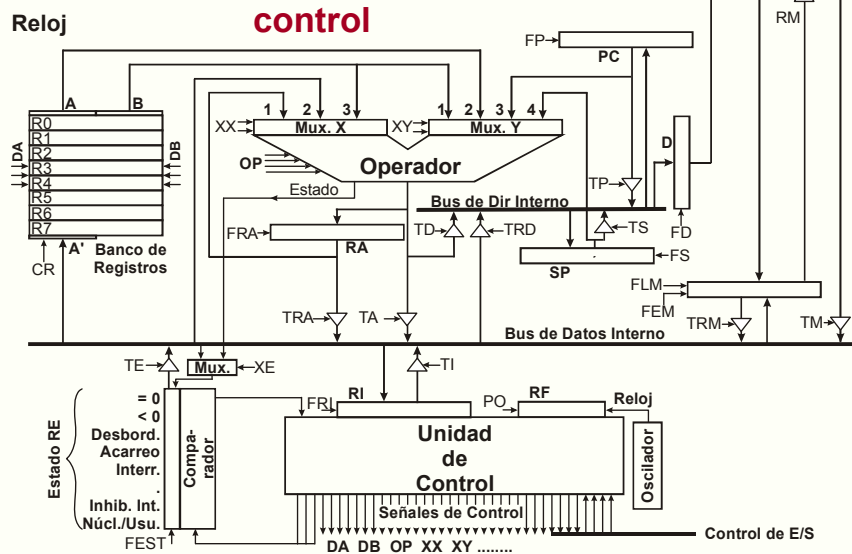 Reloj
control
RM
FP
PC
A
B
1
2
3
1
2
3
4
XX
Mux. X
XY
Mux. Y
D
R0
R1
R2
R3
R4
R5
R6
R7
DA
DB
OP
Operador
Estado
TP
Bus de Dir Interno
FRA
RA
TD
TRD
TS
FD
A'
Banco de
Registros
CR
SP
FS
FLM
FEM
TRA
TA
TRM
TM
Bus de Datos Interno
TE
Mux.
XE
TI
FRI
RI
PO
RF
Reloj
Estado RE
= 0
< 0
Desbord.
Acarreo
Interr.
.
Inhib. Int.
Núcl./Usu.
Compa-
rador
Unidad
de
Control
Oscilador
Señales de Control
FEST
DA DB OP XX XY ........
Control de E/S